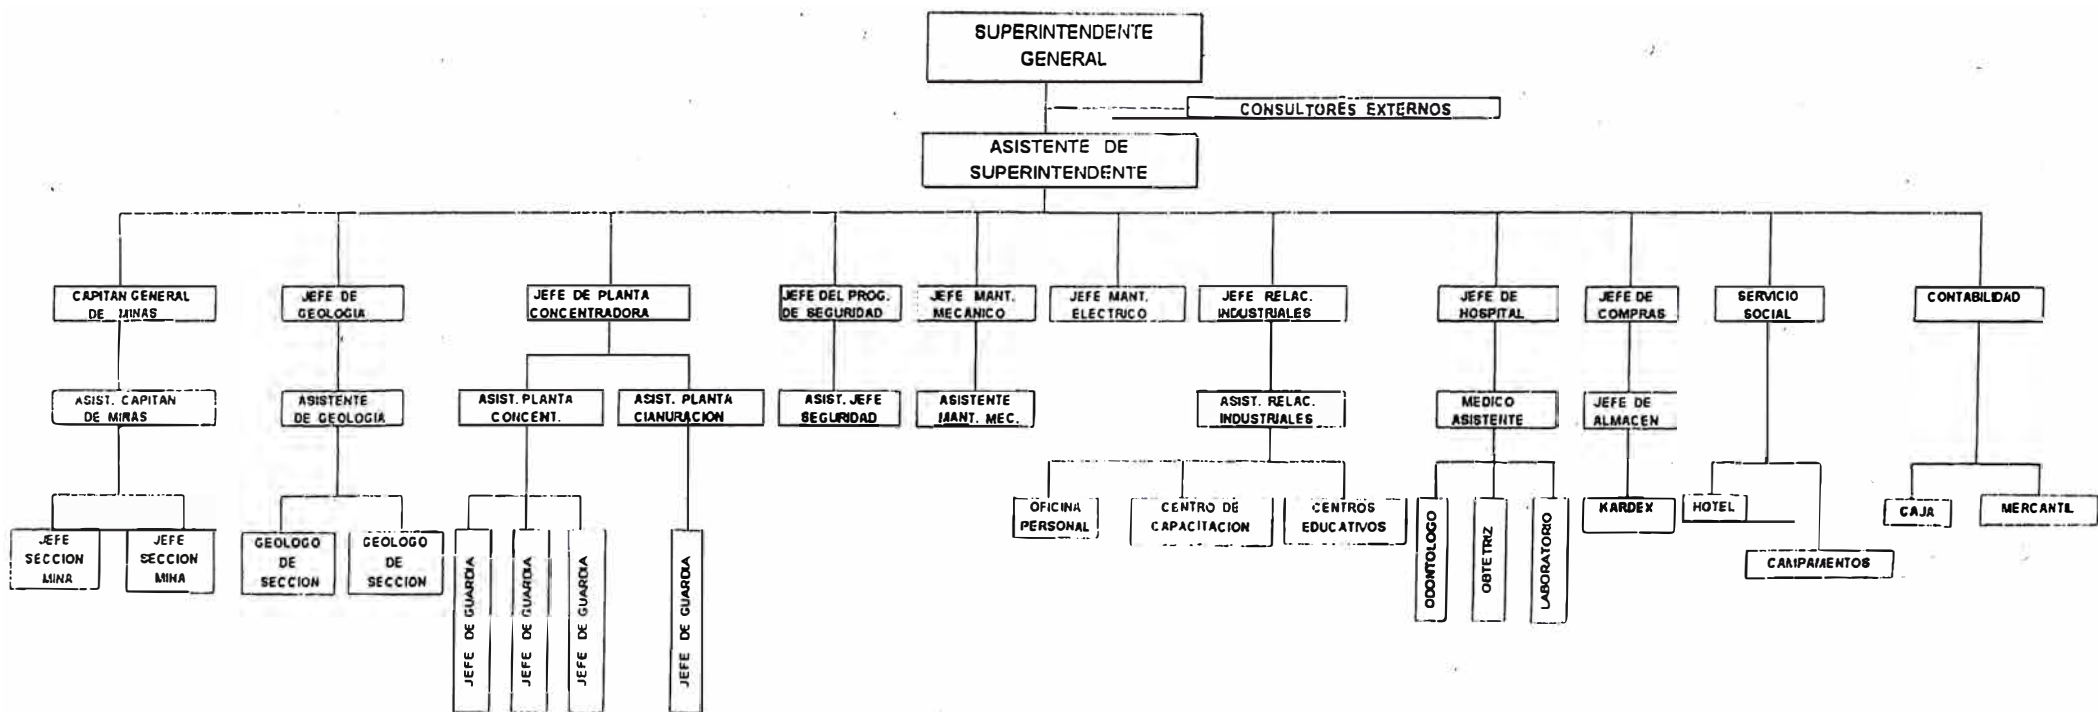 SUPERINTENDENTE
GENERAL
CONSULTORES EXTERNOS
ASISTENTE DE
SUPERINTENDENTE
CAPITAN GENERAL
DE MINAS
JEFE DE
GEOLOGIA
JEFE DE PLANTA
CONCENTRADORA
JEFE DEL PROG.
DE SEGURIDAD
JEFE MANT.
MECANICO
JEFE MANT.
ELECTRICO
JEFE RELAC.
INDUSTRIALES
JEFE DE
HOSPITAL
JEFE DE
COMPRAS
SERVICIO
SOCIAL
CONTABILIDAD
ASIST. CAPITAN
DE MINAS
ASISTENTE
DE GEOLOGIA
ASIST. PLANTA
CONCENT.
ASIST. PLANTA
CIANURACION
ASIST. JEFE
SEGURIDAD
ASISTENTE
MANT. MEC.
ASIST. RELAC.
INDUSTRIALES
MEDICO
ASISTENTE
JEFE DE
ALMACEN
JEFE
SECCION
MINA
JEFE
SECCION
MINA
GEOLOGO
DE
SECCION
GEOLOGO
DE
SECCION
JEFE DE GUARDIA
JEFE DE GUARDIA
JEFE DE GUARDIA
JEFE DE GUARDIA
OFICINA
PERSONAL
CENTRO DE
CAPACITACION
CENTROS
EDUCATIVOS
ODONTOLOGO
OBTETRIZ
LABORATORIO
KARDEX
HOTEL
CAMPAMENTOS
CAJA
MERCANTIL